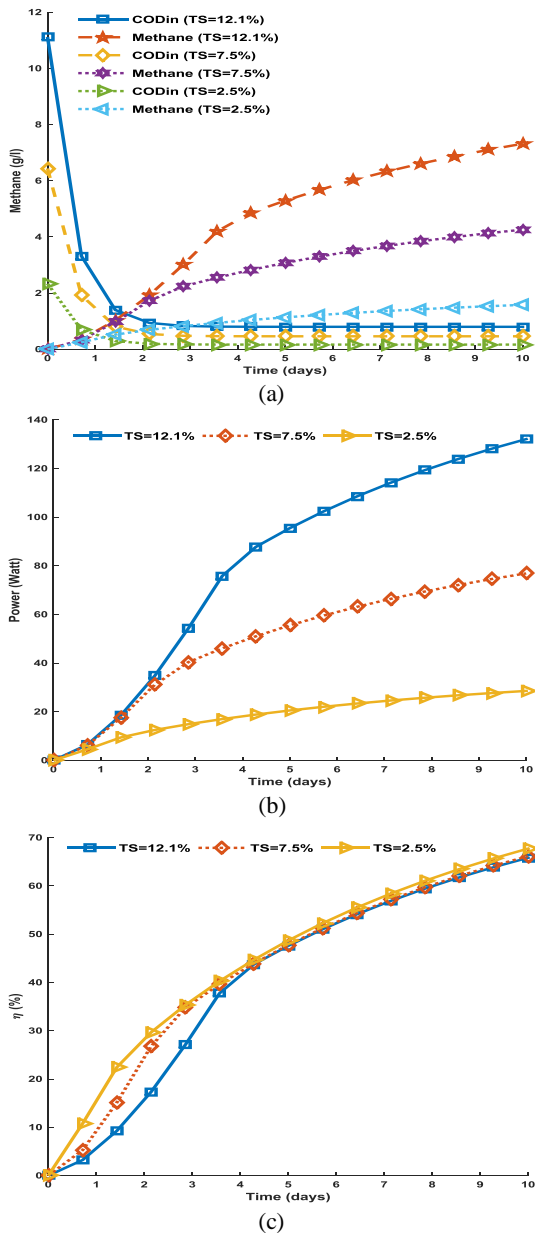 12
10
8
6
4
2
0
Methane (g/l)
CODin (TS=12.1%)
Methane (TS=12.1%)
CODin (TS=7.5%)
Methane (TS=7.5%)
CODin (TS=2.5%)
Methane (TS=2.5%)
0 1 2 3 4 5 6 7 8 9 10
Time (days)
(a)
140
120
100
80
60
40
20
0
Power (Watt)
TS=12.1% TS=7.5% TS=2.5%
0 1 2 3 4 5 6 7 8 9 10
Time (days)
(b)
70
60
50
40
30
20
10
0
η (%)
TS=12.1% TS=7.5% TS=2.5%
0 1 2 3 4 5 6 7 8 9 10
Time (days)
(c)